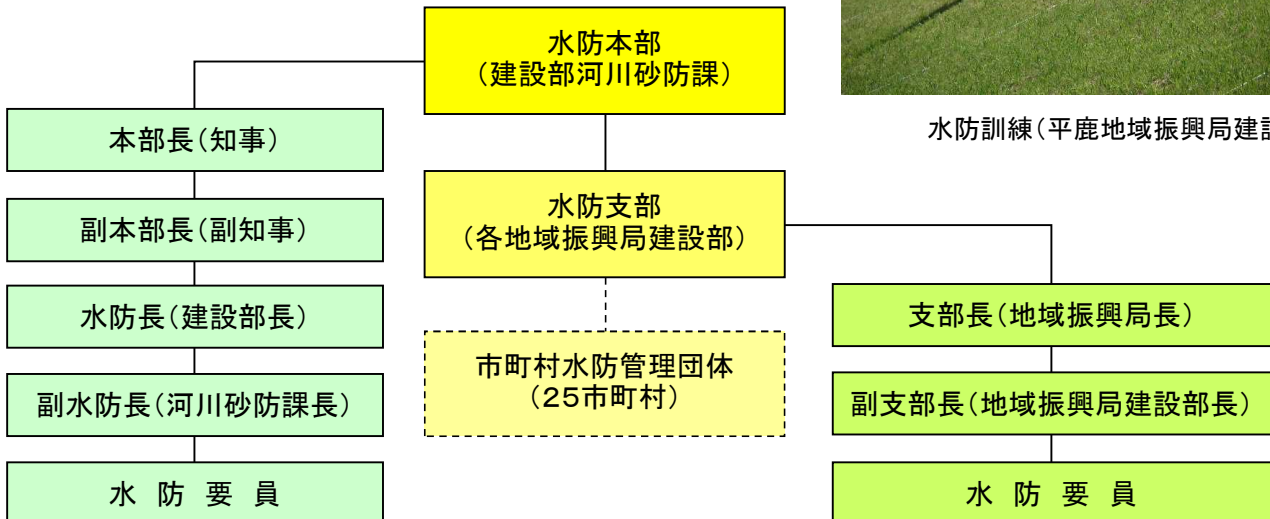 水防本部
（建設部河川砂防課）
水防訓練（平鹿地域振興局建設
本部長（知事）
副本部長（副知事）
水防長（建設部長）
副水防長（河川砂防課長）
水 防 要 員
水防支部
（各地域振興局建設部）
市町村水防管理団体
（２５市町村）
支部長（地域振興局長）
副支部長（地域振興局建設部長）
水 防 要 員